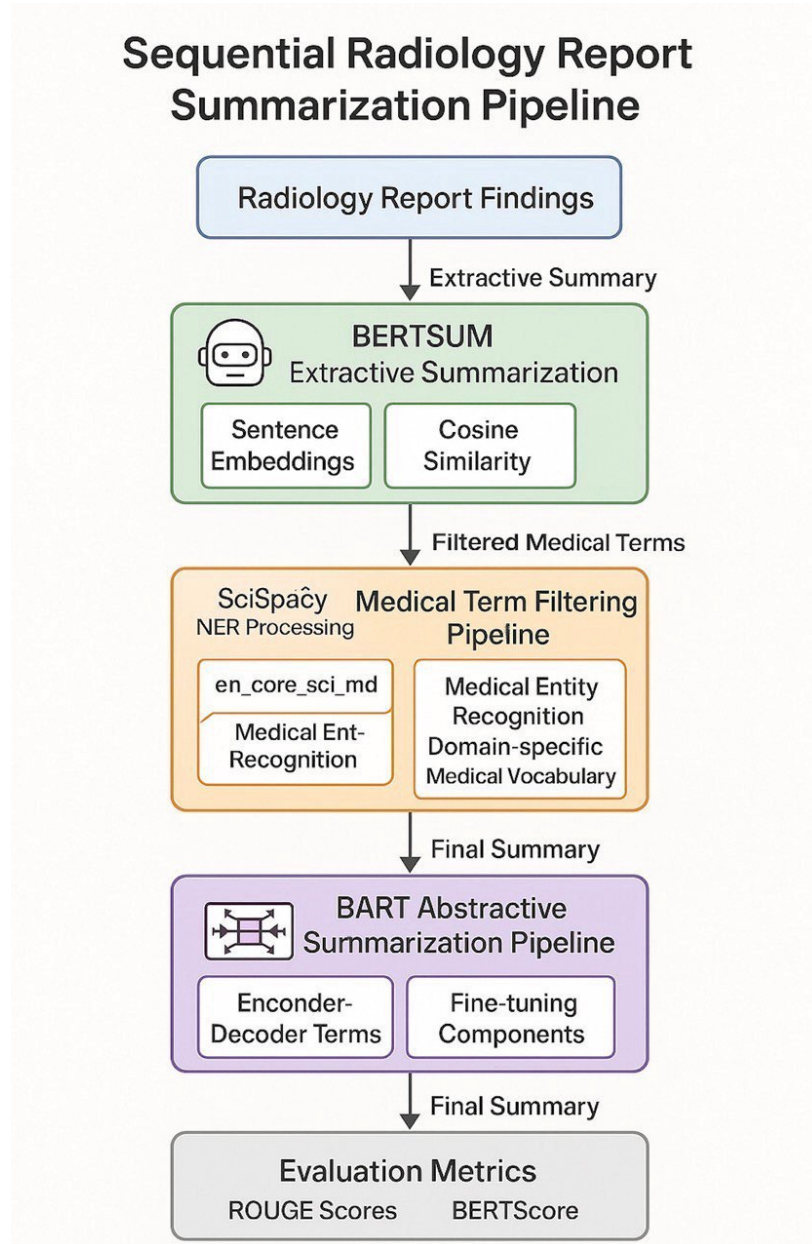 Sequential Radiology Report
Summarization Pipeline
Radiology Report Findings
Extractive Summary
BERTSUM
Extractive Summarization
Sentence
Embeddings
Cosine
Similarity
Filtered Medical Terms
SciSpaĉy
NER Processing
Medical Term Filtering
Pipeline
en_core_sci_md
Medical Ent-
Recognition
Medical Entity
Recognition
Domain-specific
Medical Vocabulary
Final Summary
BART Abstractive
Summarization Pipeline
Enconder-
Decoder Terms
Fine-tuning
Components
Final Summary
Evaluation Metrics
ROUGE Scores BERTScore